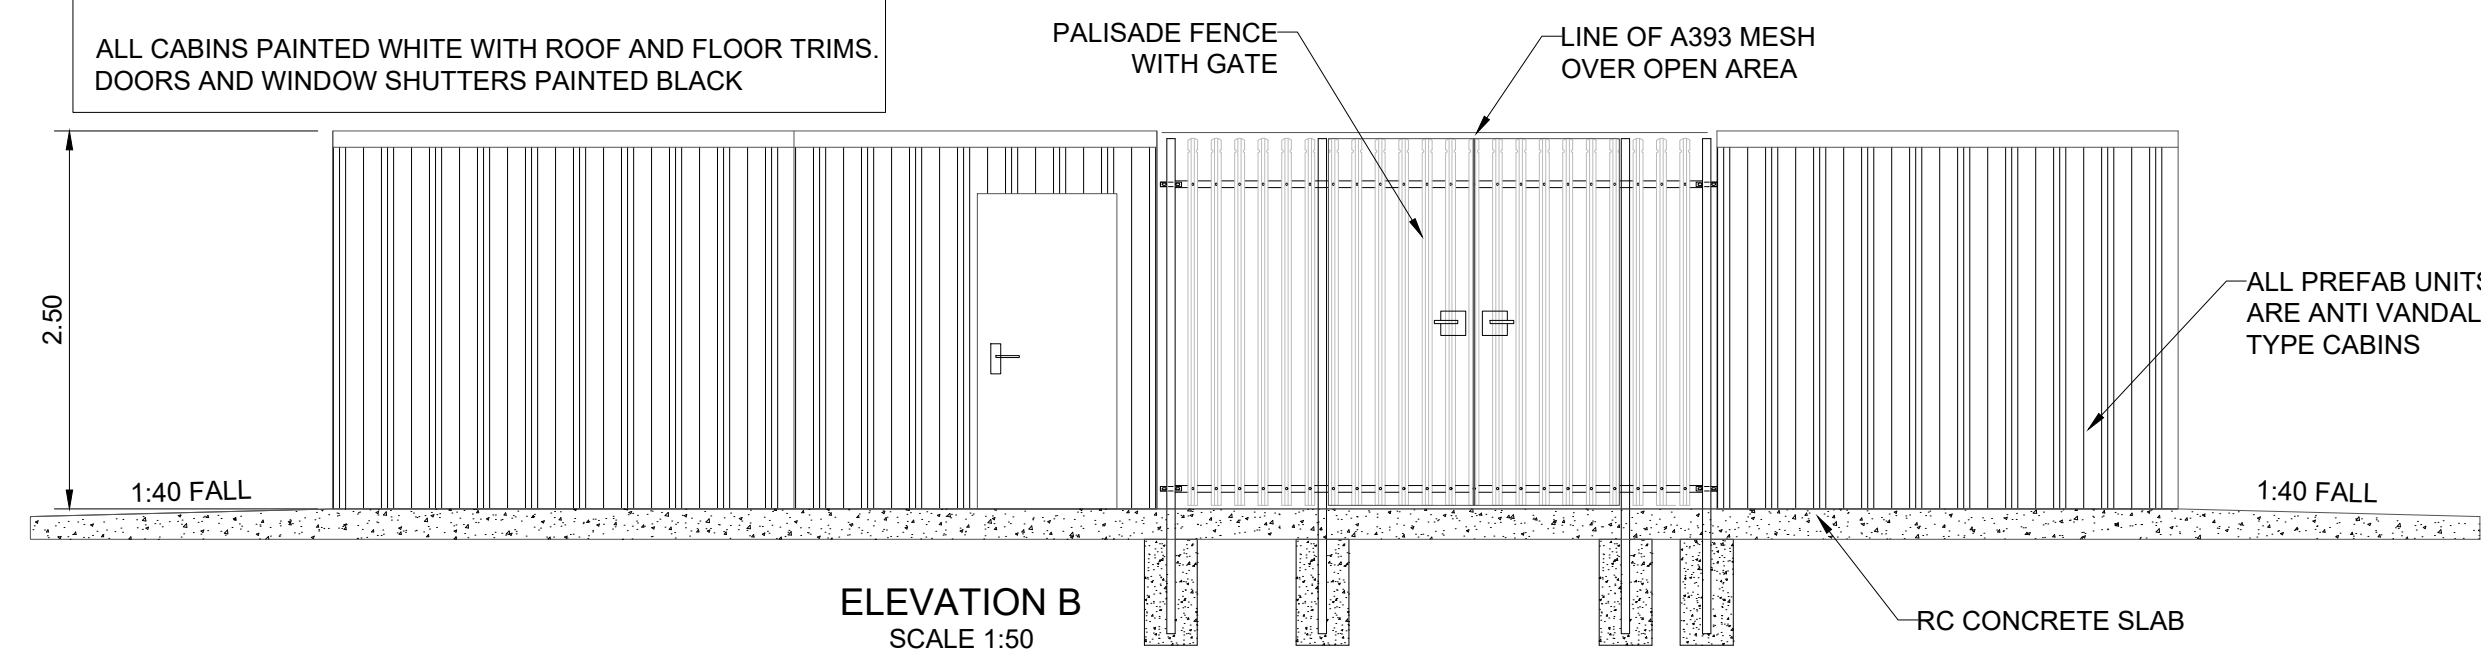 ALL CABINS PAINTED WHITE WITH ROOF AND FLOOR TRIMS.
DOORS AND WINDOW SHUTTERS PAINTED BLACK
PALISADE FENCE
WITH GATE
LINE OF A393 MESH
OVER OPEN AREA
2.50
ALL PREFAB UNITS
ARE ANTI VANDAL
TYPE CABINS
1:40 FALL
1:40 FALL
ELEVATION B
SCALE 1:50
RC CONCRETE SLAB